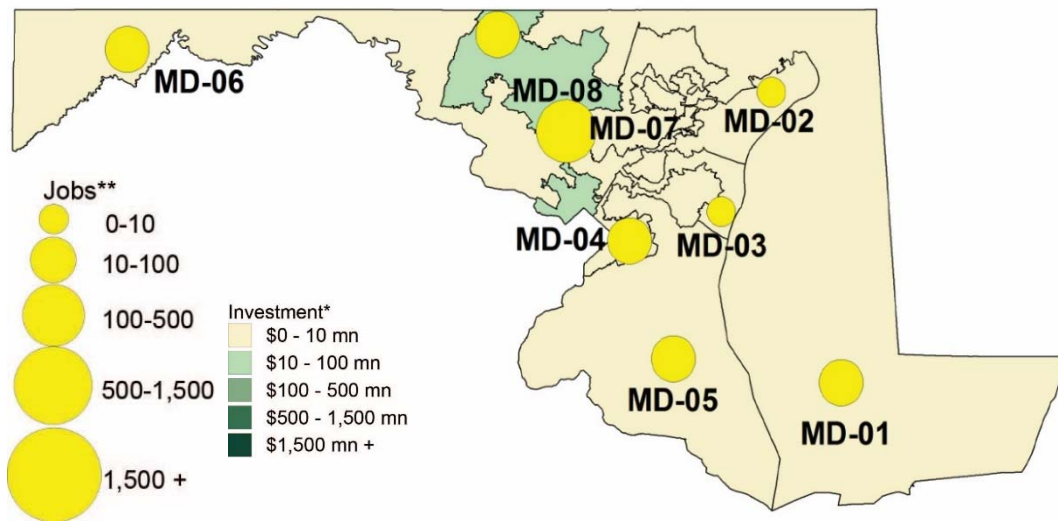 MD-06
MD-08
MD-07
MD-02
MD-04
MD-03
MD-05
MD-01
Jobs**
0-10
10-100
100-500
500-1,500
1,500 +
Investment*
$0 - 10 mn
$10 - 100 mn
$100 - 500 mn
$500 - 1,500 mn
$1,500 mn +